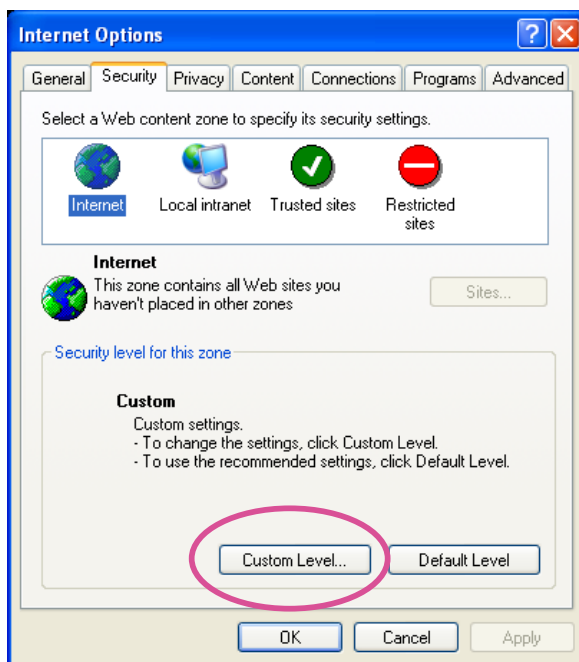 Internet Options
General Security Privacy Content Connections Programs Advanced
Select a Web content zone to specify its security settings.
Internet Local intranet Trusted sites Restricted
sites
Internet
This zone contains all Web sites you
haven't placed in other zones
Sites...
Security level for this zone
Custom
Custom settings.
- To change the settings, click Custom Level.
- To use the recommended settings, click Default Level.
Custom Level... Default Level
OK Cancel Apply